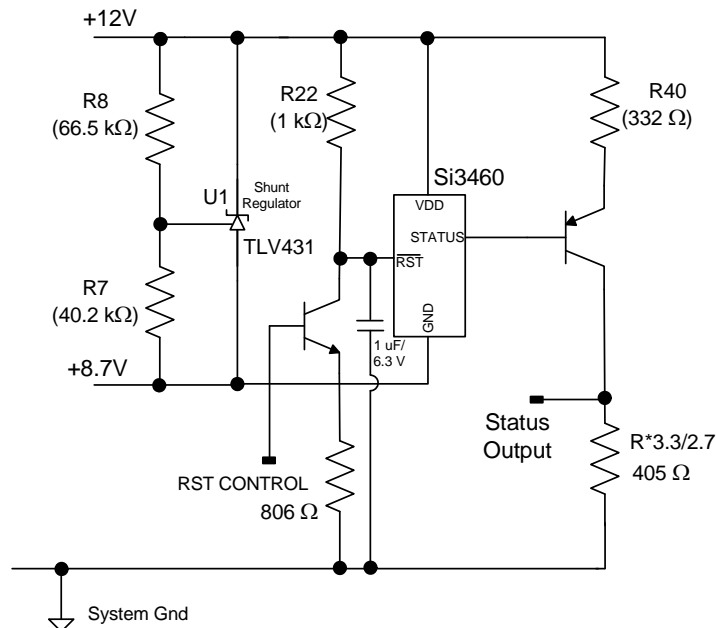 +12V
R8
(66.5 kΩ)
R22
(1 kΩ)
R40
(332 Ω)
Si3460
VDD
STATUS
RST
GND
U1
Shunt
Regulator
TLV431
R7
(40.2 kΩ)
1 uF/
6.3 V
+8.7V
Status
Output
R*3.3/2.7
405 Ω
RST CONTROL
806 Ω
System Gnd